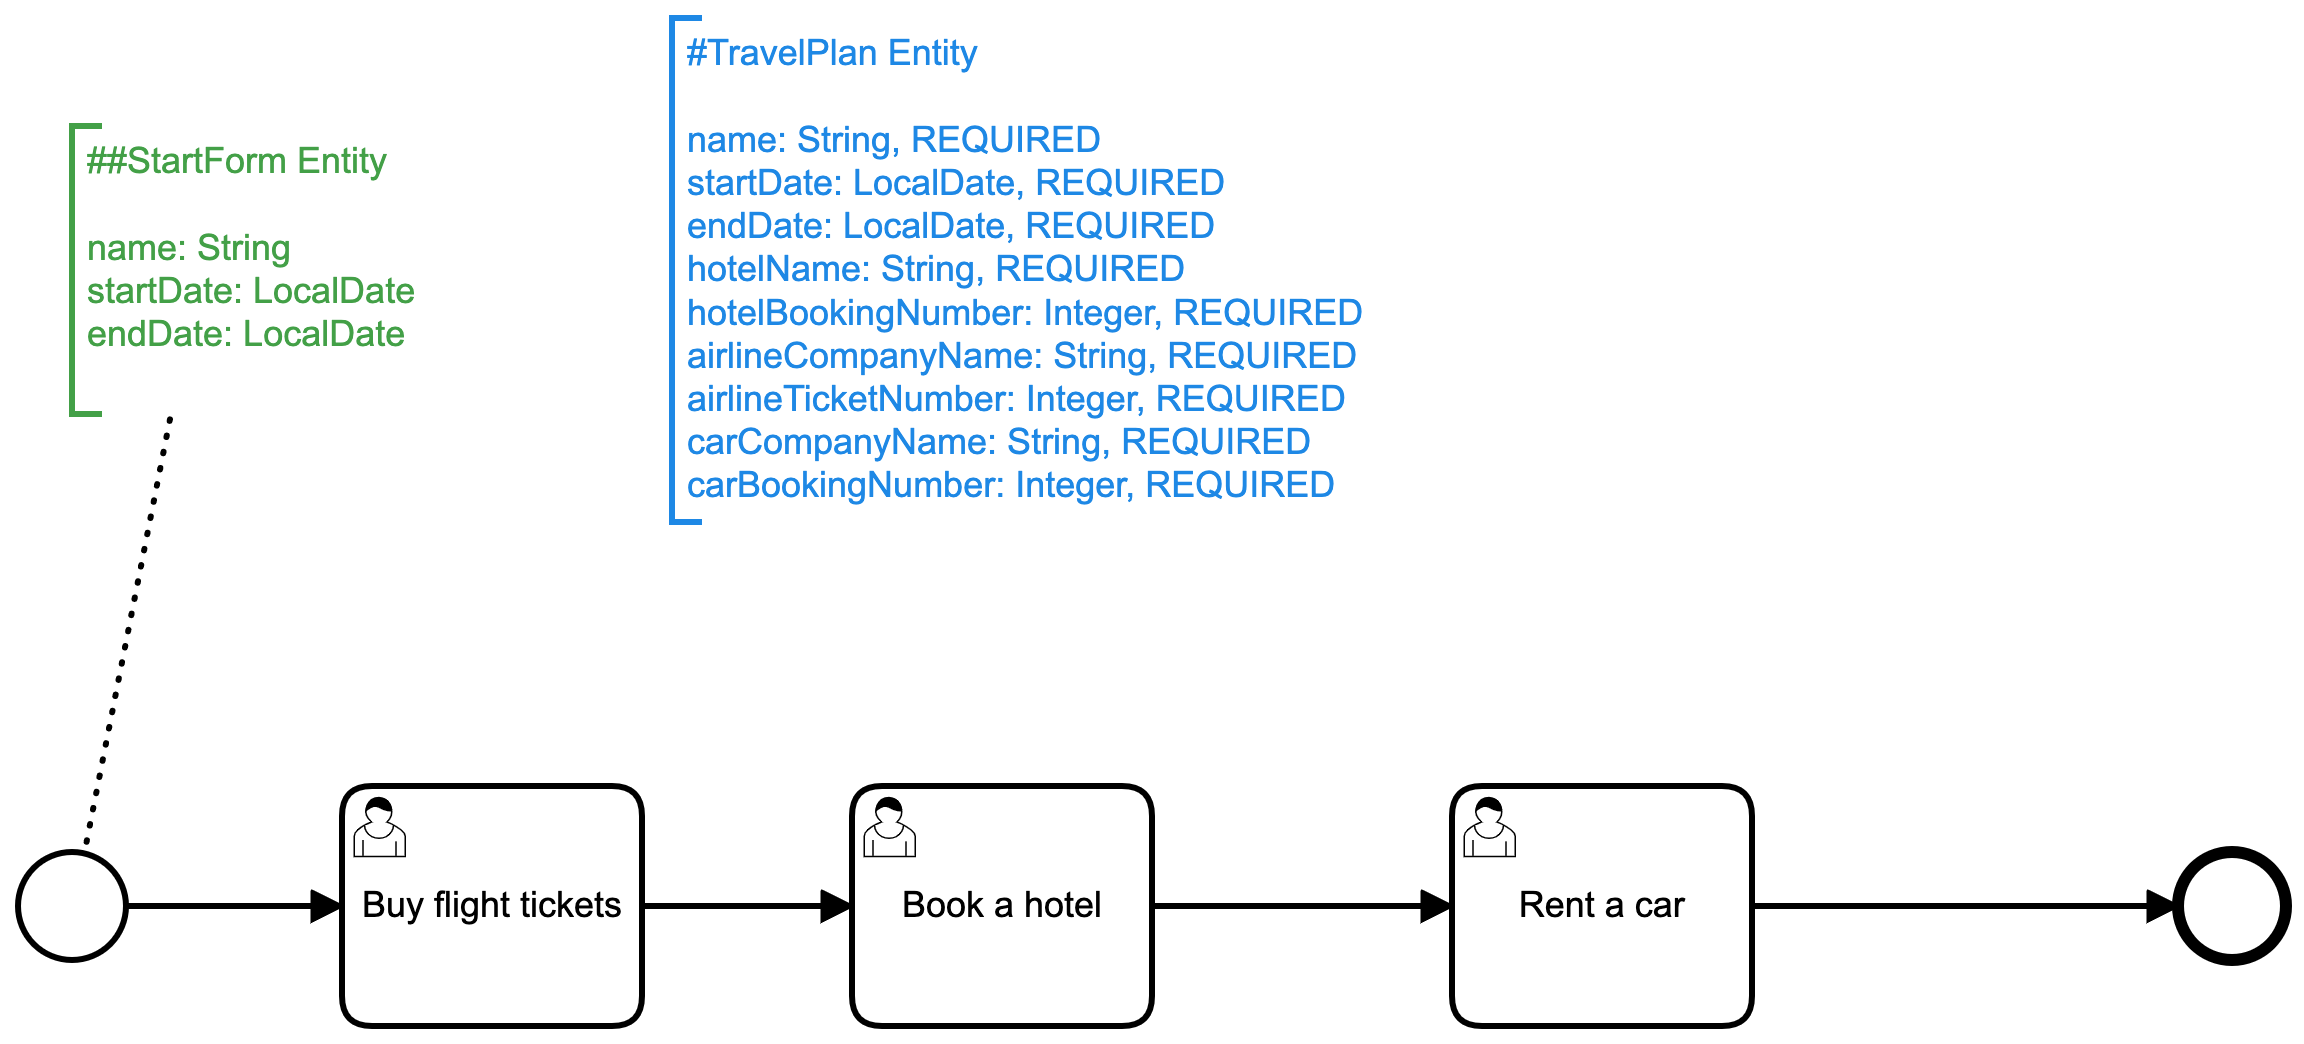 ##StartForm Entity
name: String
startDate: LocalDate
endDate: LocalDate
#TravelPlan Entity
name: String, REQUIRED
startDate: LocalDate, REQUIRED
endDate: LocalDate, REQUIRED
hotelName: String, REQUIRED
hotelBookingNumber: Integer, REQUIRED
airlineCompanyName: String, REQUIRED
airlineTicketNumber: Integer, REQUIRED
carCompanyName: String, REQUIRED
carBookingNumber: Integer, REQUIRED
Buy flight tickets
Book a hotel
Rent a car